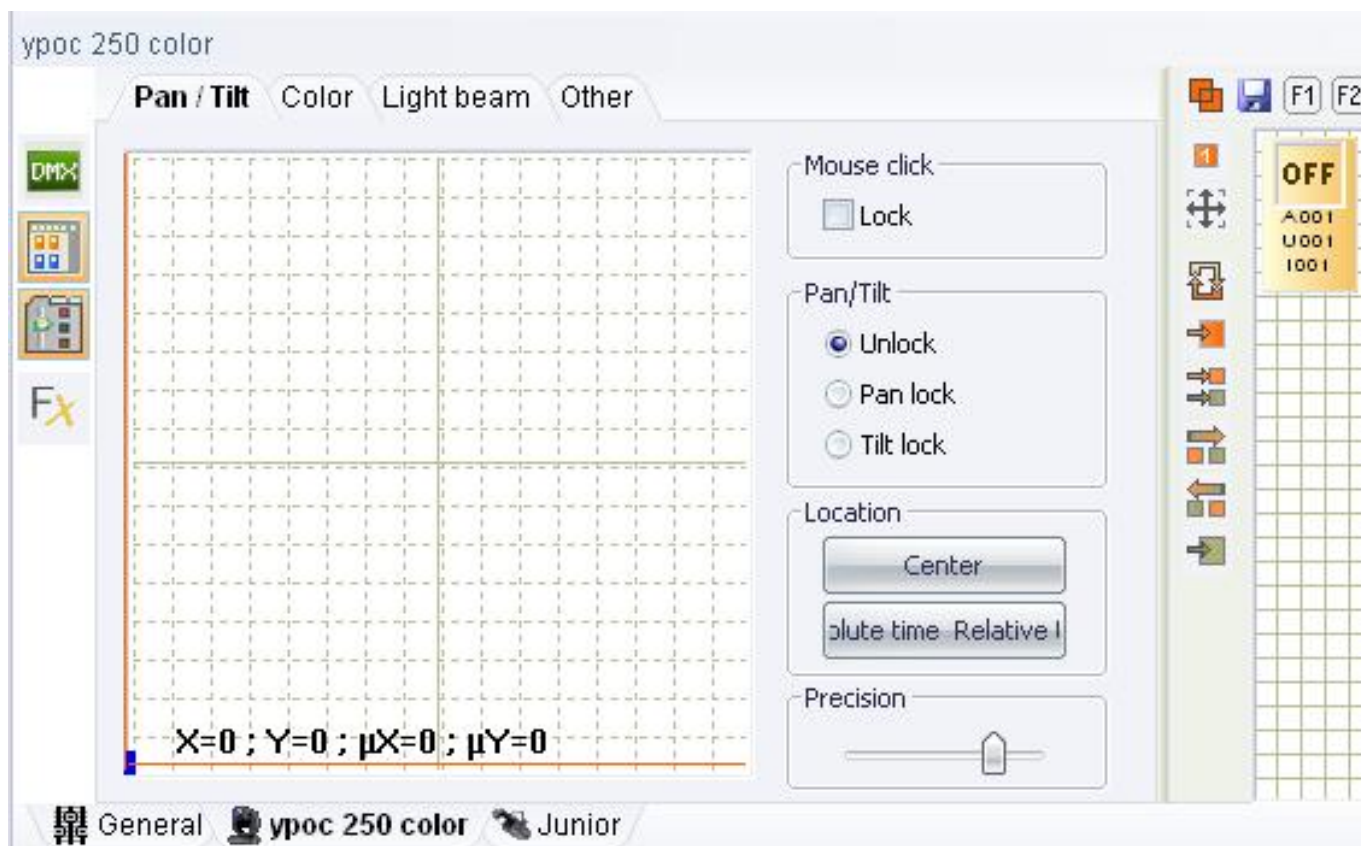 ypoc 250 color
Pan / Tilt Color Light beam Other
F1 F2
DMX
Mouse click
1
OFF
Lock
A001
U001
1001
Pan/Tilt
Unlock
Fx
Pan lock
Tilt lock
Location
Center
olute time Relative
Precision
X=0 ; Y=0 ; µX=0 ; µY=0
General ypoc 250 color Junior